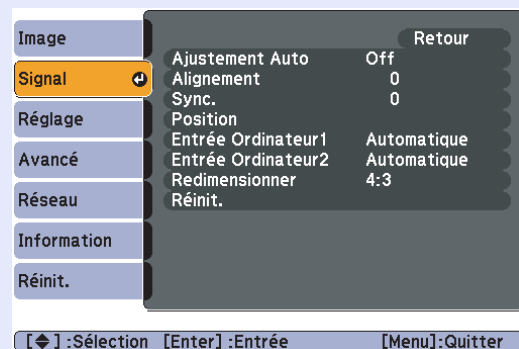 Image
Signal
Réglage
Avancé
Réseau
Information
Réinit.
Retour
Ajustement Auto Off
Alignement 0
Sync. 0
Position
Entrée Ordinateur1 Automatique
Entrée Ordinateur2 Automatique
Redimensionner 4:3
Réinit.
[◆] :Sélection [Enter] :Entrée [Menu]:Quitter